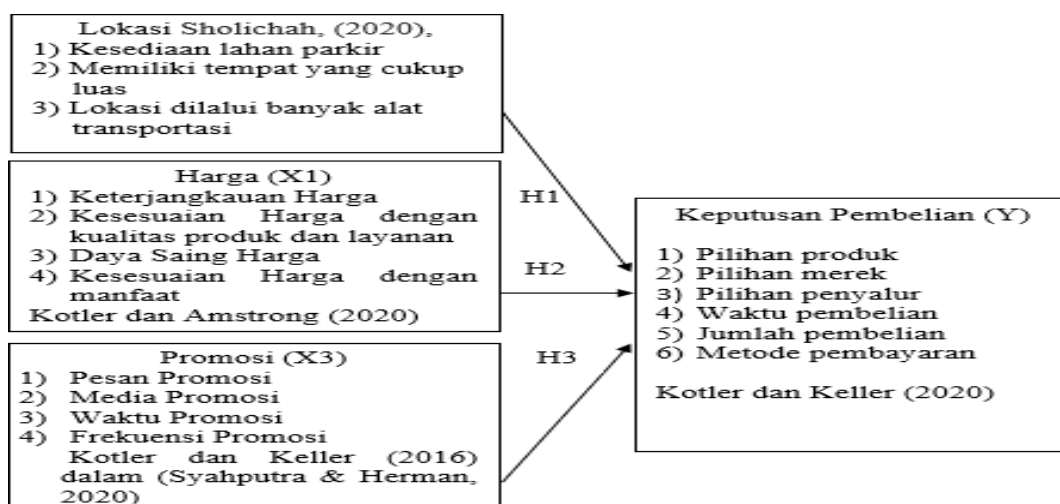 Lokasi Sholichah, (2020),
1) Kesediaan lahan parkir
2) Memiliki tempat yang cukup
luas
3) Lokasi dilalui banyak alat
transportasi
Harga (X1)
1) Keterjangkauan Harga
2) Kesesuaian Harga dengan
kualitas produk dan layanan
3) Daya Saing Harga
4) Kesesuaian Harga dengan
manfaat
Kotler dan Amstrong (2020)
Promosi (X3)
1) Pesan Promosi
2) Media Promosi
3) Waktu Promosi
4) Frekuensi Promosi
Kotler dan Keller (2016)
dalam (Syahputra & Herman,
2020)
H1
H2
H3
Keputusan Pembelian (Y)
1) Pilihan produk
2) Pilihan merek
3) Pilihan penyalur
4) Waktu pembelian
5) Jumlah pembelian
6) Metode pembayaran
Kotler dan Keller (2020)